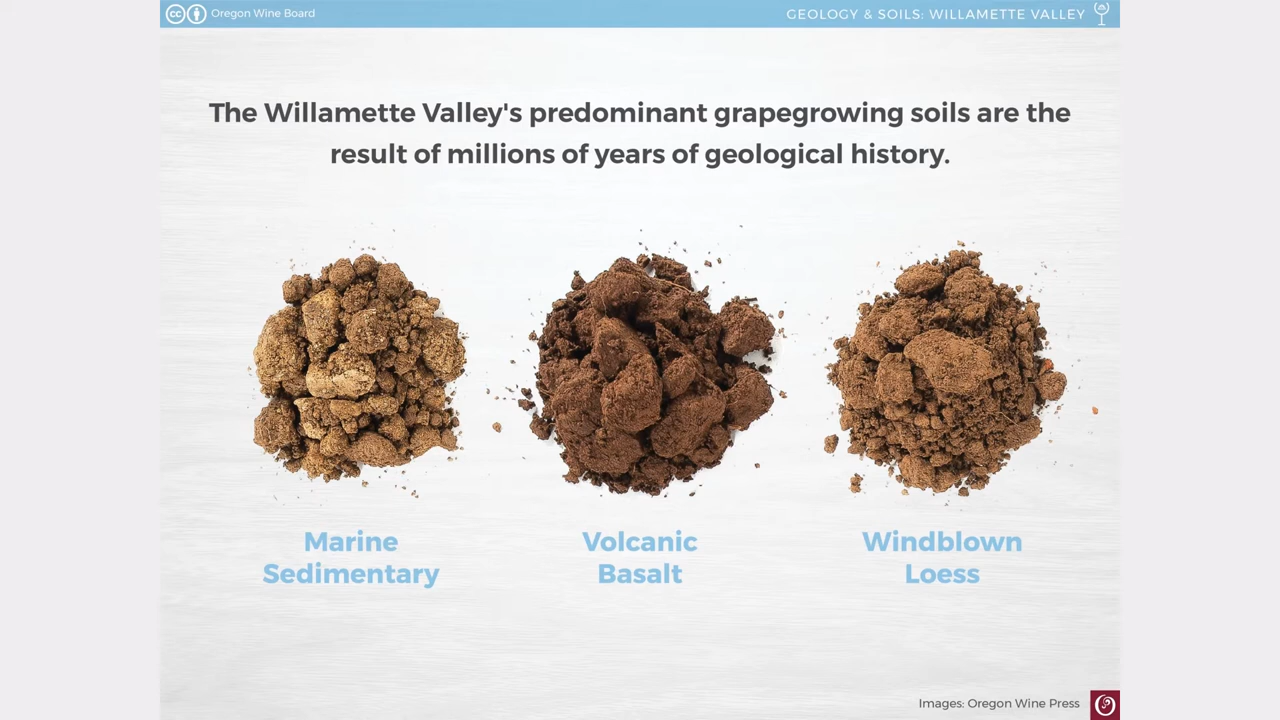 cc Oregon Wine Board
GEOLOGY & SOILS: WILLAMETTE VALLEY
The Willamette Valley's predominant grapegrowing soils are the
result of millions of years of geological history.
Marine
Sedimentary
Volcanic
Basalt
Windblown
Loess
Images: Oregon Wine Press